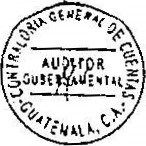 CONTRALORIA GENERAL DE CUENTAS
AUDITOR
GUBERNAMENTAL
GUATEMALA, C.A.